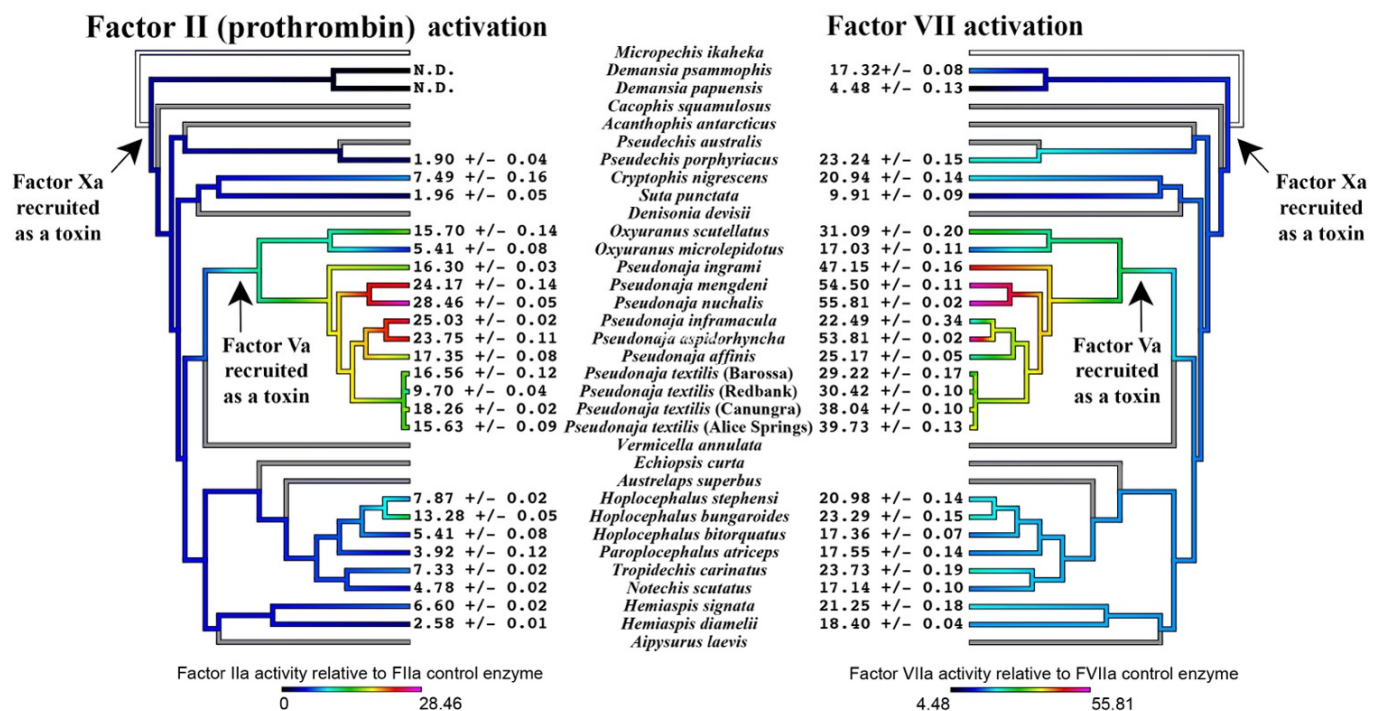 Factor II (prothrombin) activation Factor VII activation
Micropechis ikaheka
N.D. Demansia psammophis 17.32+/- 0.08
N.D. Demansia papuensis 4.48 +/- 0.13
Cacophis squamulosus
Acanthophis antarcticus
Pseudechis australis
1.90 +/- 0.04 Pseudechis porphyriacus 23.24 +/- 0.15
7.49 +/- 0.16 Cryptophis nigrescens 20.94 +/- 0.14
1.96 +/- 0.05 Suta punctata 9.91 +/- 0.09
Denisonia devisii
15.70 +/- 0.14 Oxyuranus scutellatus 31.09 +/- 0.20
5.41 +/- 0.08 Oxyuranus microlepidotus 17.03 +/- 0.11
16.30 +/- 0.03 Pseudonaja ingrami 47.15 +/- 0.16
24.17 +/- 0.14 Pseudonaja mengdeni 54.50 +/- 0.11
28.46 +/- 0.05 Pseudonaja nuchalis 55.81 +/- 0.02
25.03 +/- 0.02 Pseudonaja inframacula 22.49 +/- 0.34
23.75 +/- 0.11 Pseudonaja aspidorhyncha 53.81 +/- 0.02
17.35 +/- 0.08 Pseudonaja affinis 25.17 +/- 0.05
16.56 +/- 0.12 Pseudonaja textilis (Barossa) 29.22 +/- 0.17
9.70 +/- 0.04 Pseudonaja textilis (Redbank) 30.42 +/- 0.10
18.26 +/- 0.02 Pseudonaja textilis (Canungra) 38.04 +/- 0.10
15.63 +/- 0.09 Pseudonaja textilis (Alice Springs) 39.73 +/- 0.13
Vermicella annulata
Echiopsis curta
Austrelaps superbus
7.87 +/- 0.02 Hoplocephalus stephensi 20.98 +/- 0.14
13.28 +/- 0.05 Hoplocephalus bungaroides 23.29 +/- 0.15
5.41 +/- 0.08 Hoplocephalus bitorquatus 17.36 +/- 0.07
3.92 +/- 0.12 Paroplocephalus atriceps 17.55 +/- 0.14
7.33 +/- 0.02 Tropidechis carinatus 23.73 +/- 0.19
4.78 +/- 0.02 Notechis scutatus 17.14 +/- 0.10
6.60 +/- 0.02 Hemiaspis signata 21.25 +/- 0.18
2.58 +/- 0.01 Hemiaspis diamelii 18.40 +/- 0.04
Aipysurus laevis
Factor Xa
recruited
as a toxin
Factor Va
recruited
as a toxin
Factor Va
recruited
as a toxin
Factor Xa
recruited
as a toxin
Factor IIa activity relative to FIIa control enzyme
0 28.46
Factor VIIa activity relative to FVIIa control enzyme
4.48 55.81